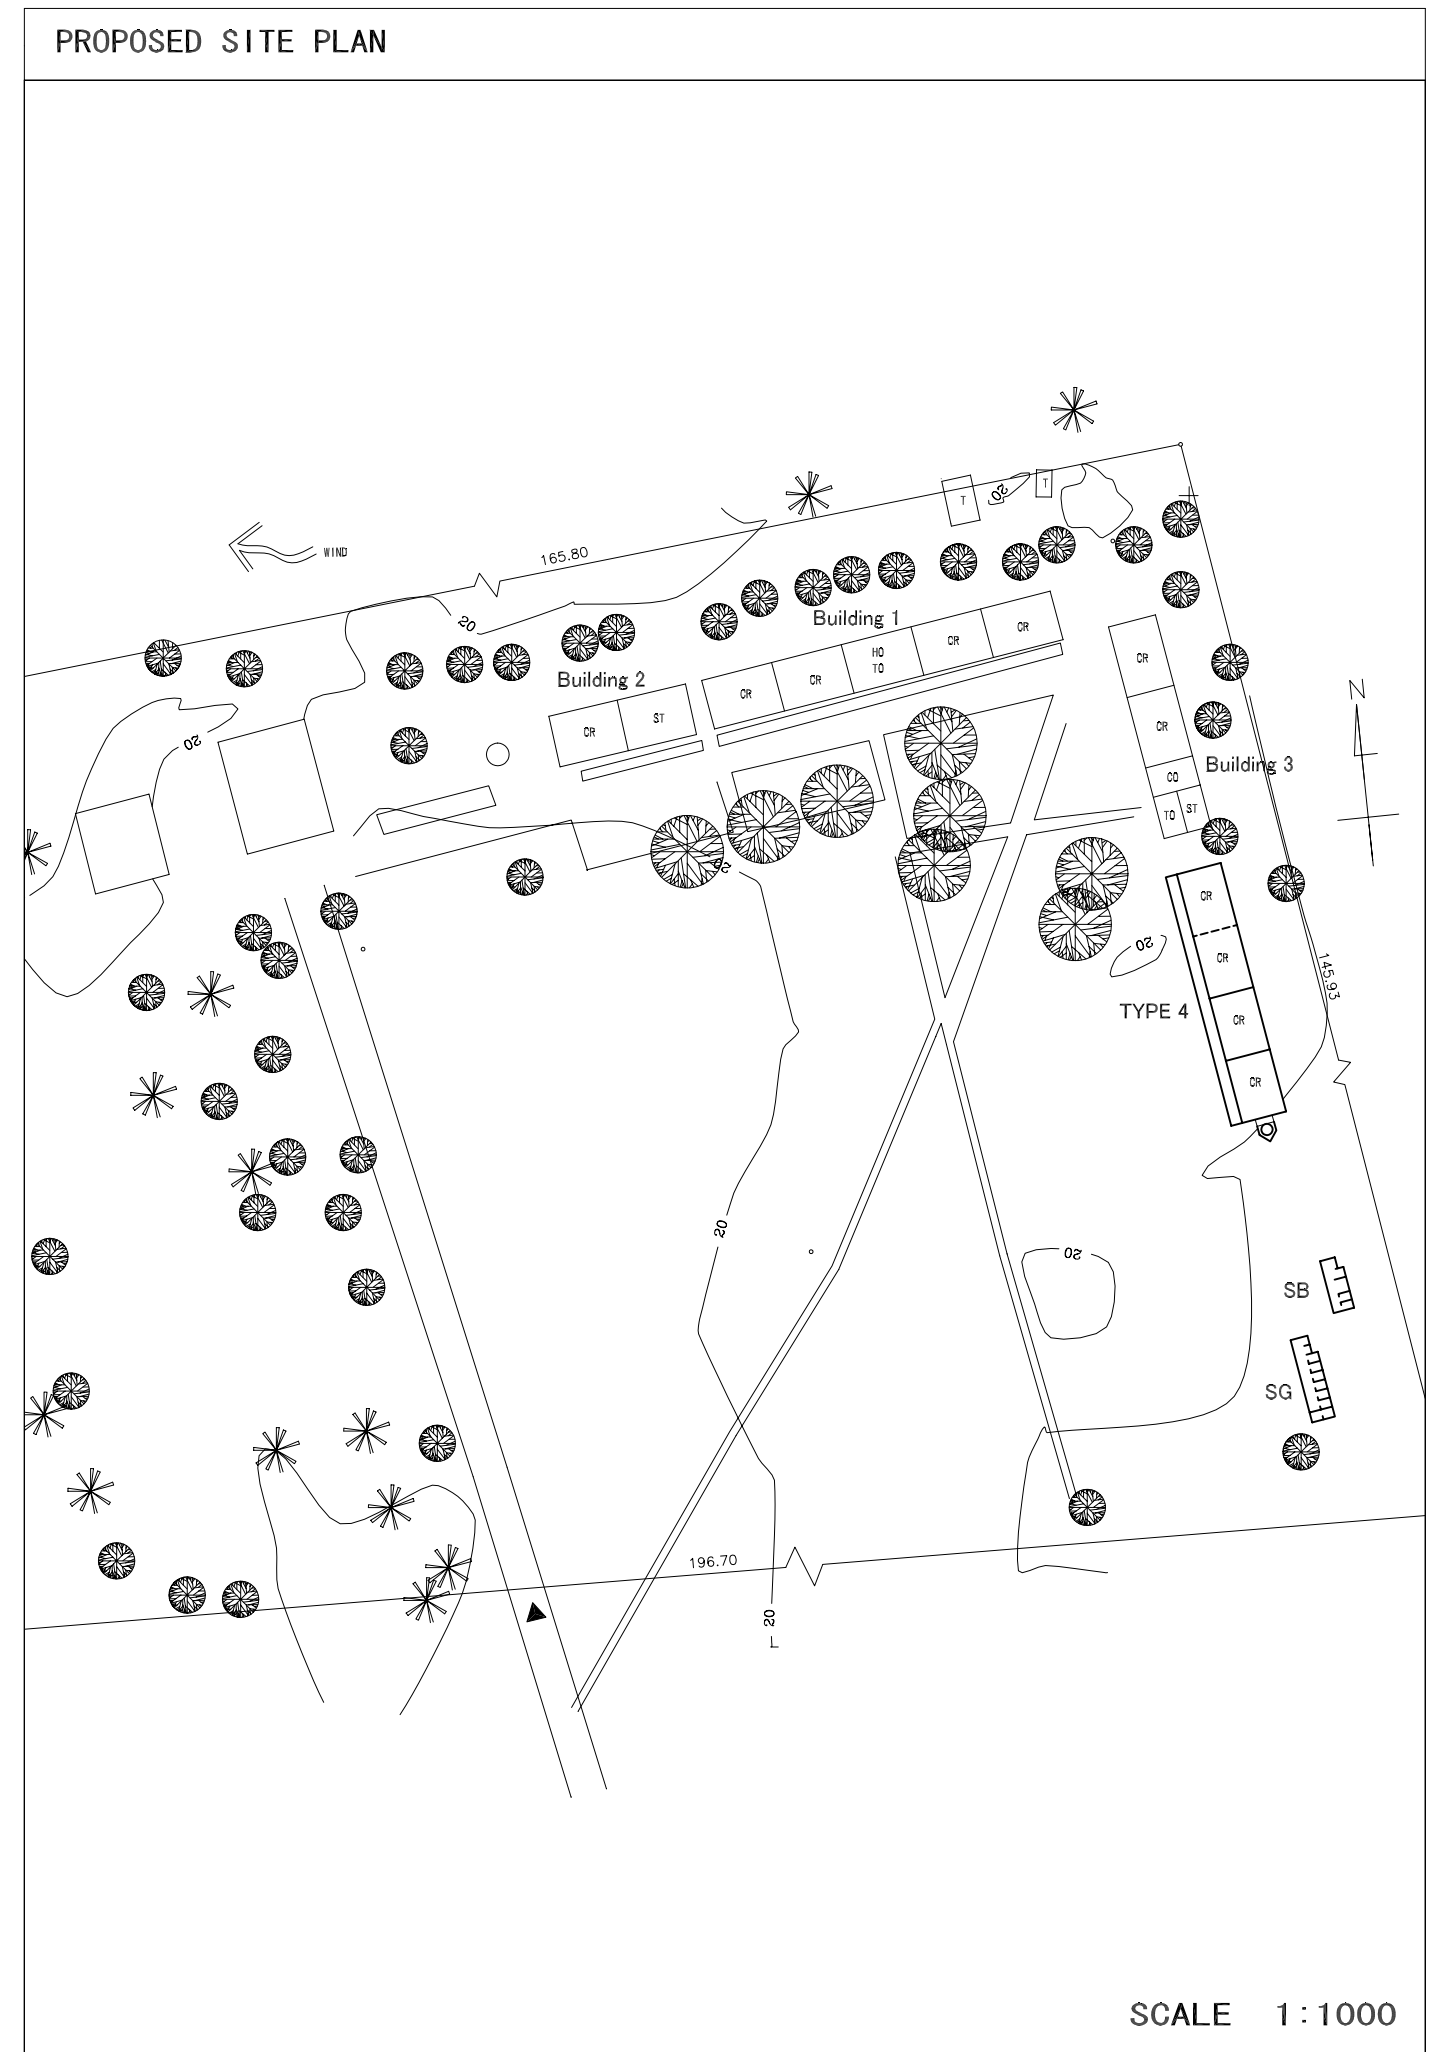 PROPOSED SITE PLAN
T
T
20
WIND
165.80
20
Building 1
CR
CR
HO
TO
CR
CR
CR
Building 2
CR
ST
N
20
CR
Building 3
CO
TO
ST
20
CR
20
CR
145.93
TYPE 4
CR
CR
20
20
SB
SG
196.70
20
SCALE 1:1000